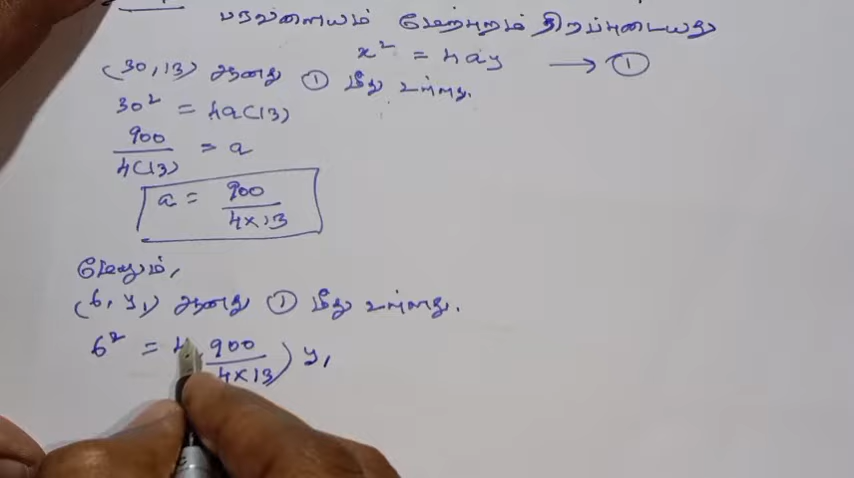 பரவளையம் மேற்புறம் திறப்புடையது
x² = 4ay → ①
(30, 13) ஆனது ① மீது உள்ளது.
30² = 4a(13)
900/4(13) = a
a = 900/4×13
மேலும்,
(6, y₁) ஆனது ① மீது உள்ளது.
6² = 4(900/4×13) y₁